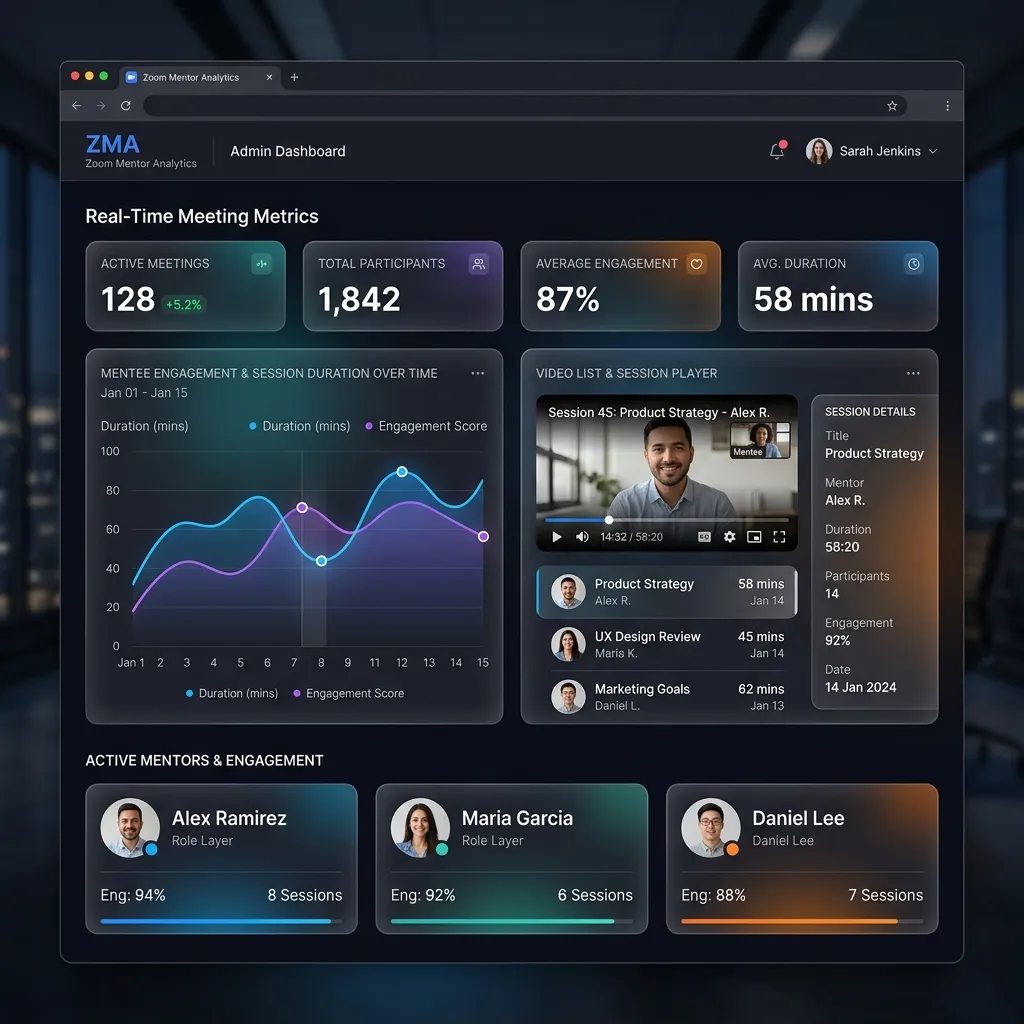 Zoom Mentor Analytics
ZMA
Zoom Mentor Analytics
Admin Dashboard
Sarah Jenkins
Real-Time Meeting Metrics
ACTIVE MEETINGS
128 +5.2%
TOTAL PARTICIPANTS
1,842
AVERAGE ENGAGEMENT
87%
AVG. DURATION
58 mins
MENTEE ENGAGEMENT & SESSION DURATION OVER TIME
Jan 01 - Jan 15
Duration (mins)
Duration (mins)
Engagement Score
100
80
60
40
20
0
Jan 1 2 3 4 5 6 7 8 9 11 12 13 14 15
Duration (mins)
Engagement Score
VIDEO LIST & SESSION PLAYER
Session 45: Product Strategy - Alex R.
Mentee
14:32 / 58:20
Product Strategy 58 mins
Alex R. Jan 14
UX Design Review 45 mins
Maris K. Jan 14
Marketing Goals 62 mins
Daniel L. Jan 13
SESSION DETAILS
Title
Product Strategy
Mentor
Alex R.
Duration
58:20
Participants
14
Engagement
92%
Date
14 Jan 2024
ACTIVE MENTORS & ENGAGEMENT
Alex Ramirez
Role Layer
Eng: 94% 8 Sessions
Maria Garcia
Role Layer
Eng: 92% 6 Sessions
Daniel Lee
Daniel Lee
Eng: 88% 7 Sessions